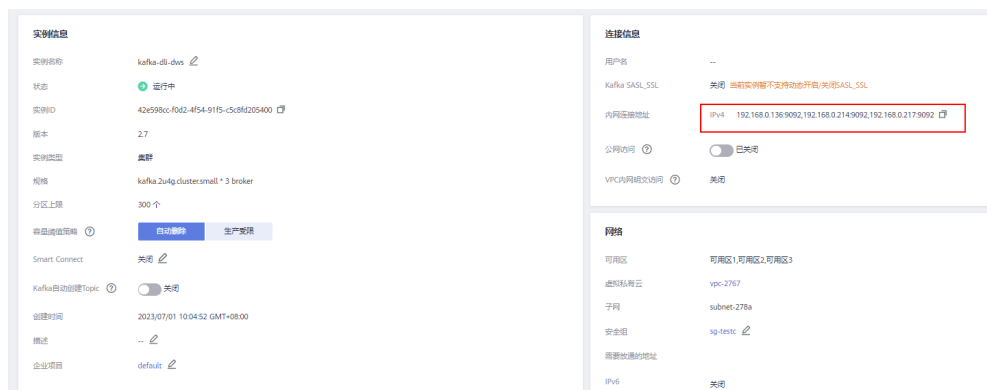 实例信息
实例名称 kafka-dli-dws
状态 运行中
实例ID 42e598cc-f0d2-4f54-91f5-c5c8fd205400
版本 2.7
实例类型 集群
规格 kafka.2u4g.cluster.small * 3 broker
分区上限 300 个
容量阈值策略 自动删除 生产受限
Smart Connect 关闭
Kafka自动创建Topic 关闭
创建时间 2023/07/01 10:04:52 GMT+08:00
描述 --
企业项目 default
连接信息
用户名 --
Kafka SASL_SSL 关闭 当前实例暂不支持动态开启/关闭SASL_SSL
内网连接地址 IPv4 192.168.0.136:9092,192.168.0.214:9092,192.168.0.217:9092
公网访问 已关闭
VPC内网明文访问 关闭
网络
可用区 可用区1,可用区2,可用区3
虚拟私有云 vpc-2767
子网 subnet-278a
安全组 sg-testc
需要放通的地址
IPv6 关闭